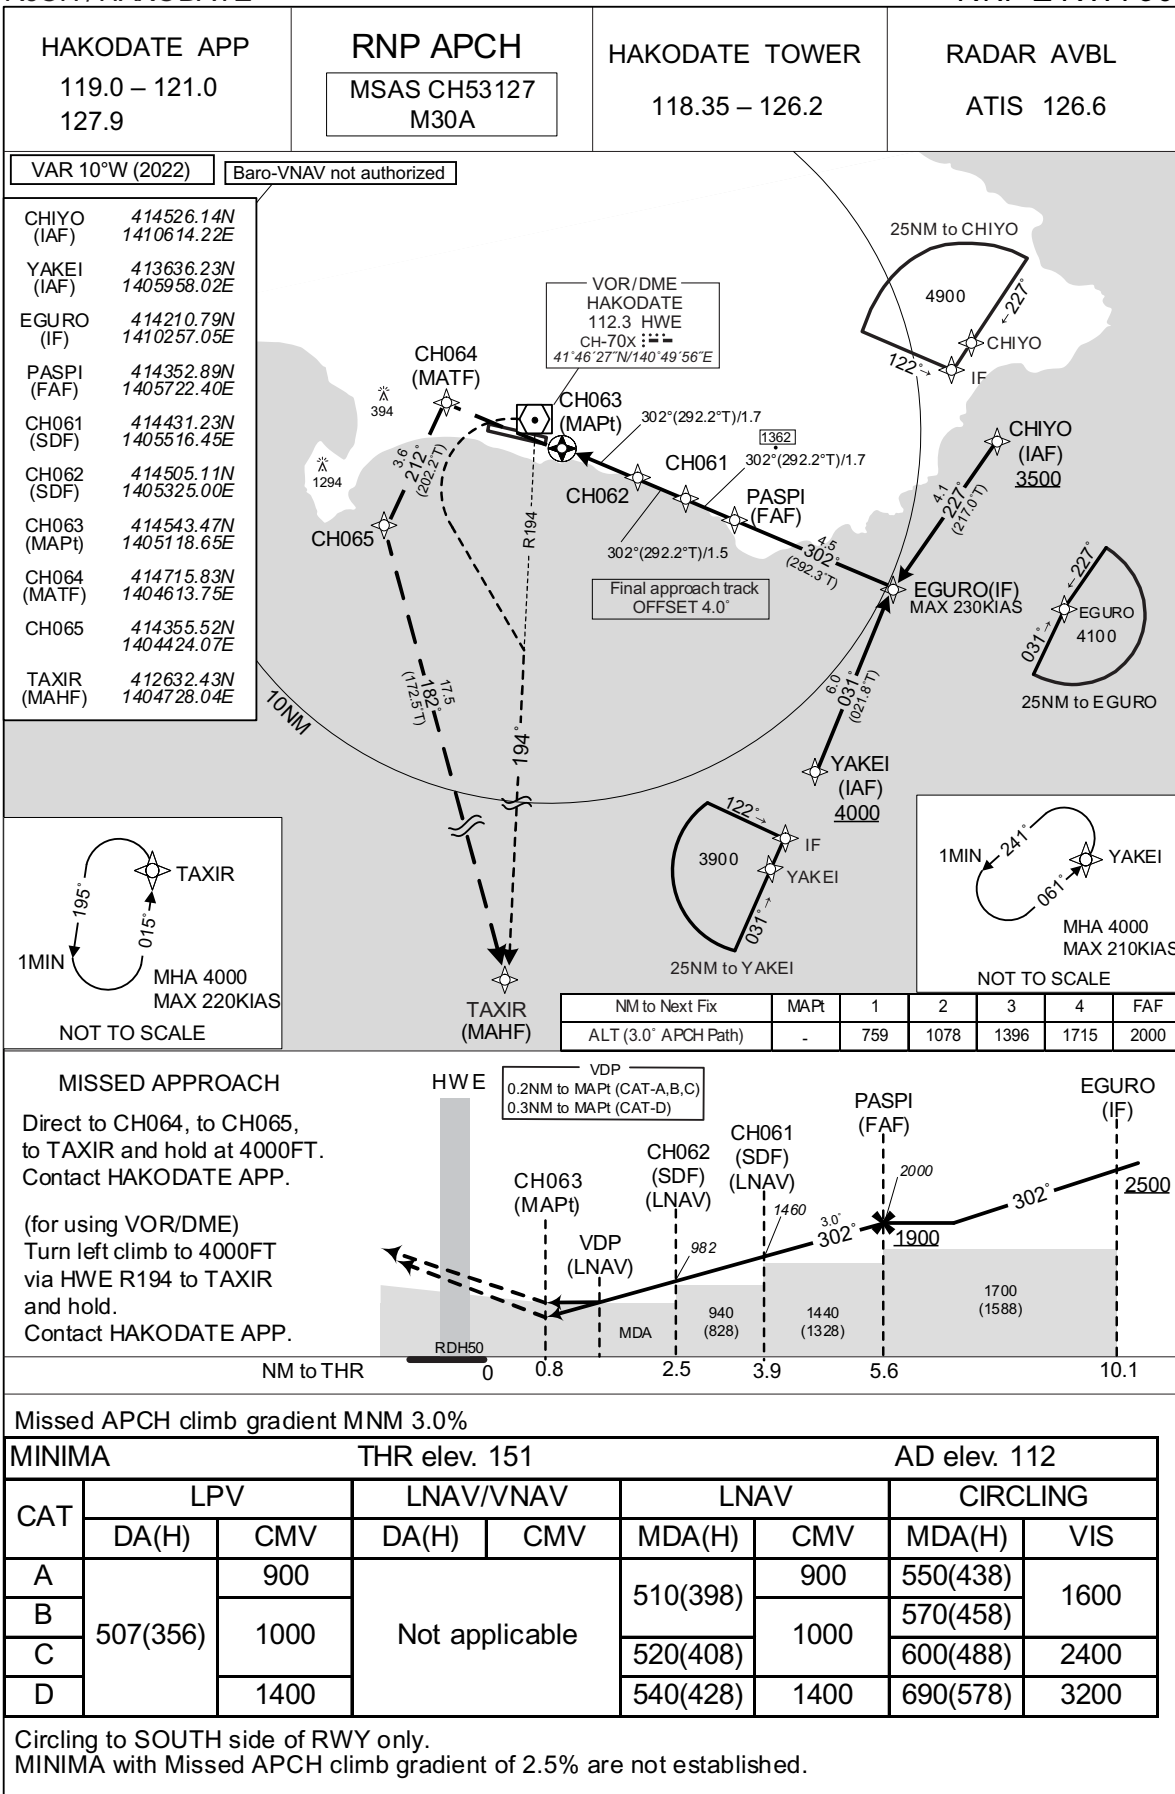 HAKODATE APP
119.0 – 121.0
127.9
RNP APCH
MSAS CH53127
M30A
HAKODATE TOWER
118.35 – 126.2
RADAR AVBL
ATIS 126.6
VAR 10°W (2022)
Baro-VNAV not authorized
CHIYO 414526.14N
(IAF) 1410614.22E
YAKEI 413636.23N
(IAF) 1405958.02E
EGURO 414210.79N
(IF) 1410257.05E
PASPI 414352.89N
(FAF) 1405722.40E
CH061 414431.23N
(SDF) 1405516.45E
CH062 414505.11N
(SDF) 1405325.00E
CH063 414543.47N
(MAPt) 1405118.65E
CH064 414715.83N
(MATF) 1404613.75E
CH065 414355.52N
1404424.07E
TAXIR 412632.43N
(MAHF) 1404728.04E
25NM to CHIYO
4900
←227°
122°→
CHIYO
IF
VOR/DME
HAKODATE
112.3 HWE
CH-70X
41°46′27″N/140°49′56″E
CH064
(MATF)
394
1294
CH063
(MAPt)
302°(292.2°T)/1.7
1362
302°(292.2°T)/1.7
CH061
CH062
PASPI
(FAF)
302°(292.2°T)/1.5
Final approach track
OFFSET 4.0°
CHIYO
(IAF)
3500
4.1
227°
(217.0°T)
3.6
212°
(202.2°T)
CH065
R194
4.5
302°
(292.3°T)
EGURO(IF)
MAX 230KIAS
←227°
EGURO
4100
031°→
25NM to EGURO
6.0
031°
(021.8°T)
YAKEI
(IAF)
4000
10NM
17.5
182°
(172.5°T)
194°
122°→
IF
3900
YAKEI
031°→
25NM to YAKEI
TAXIR
195°
015°
1MIN
MHA 4000
MAX 220KIAS
NOT TO SCALE
TAXIR
(MAHF)
1MIN
241°
061°
YAKEI
MHA 4000
MAX 210KIAS
NOT TO SCALE
NM to Next Fix MAPt 1 2 3 4 FAF
ALT (3.0° APCH Path) - 759 1078 1396 1715 2000
MISSED APPROACH
Direct to CH064, to CH065,
to TAXIR and hold at 4000FT.
Contact HAKODATE APP.
(for using VOR/DME)
Turn left climb to 4000FT
via HWE R194 to TAXIR
and hold.
Contact HAKODATE APP.
HWE
VDP
0.2NM to MAPt (CAT-A,B,C)
0.3NM to MAPt (CAT-D)
CH063
(MAPt)
VDP
(LNAV)
CH062
(SDF)
(LNAV)
CH061
(SDF)
(LNAV)
PASPI
(FAF)
EGURO
(IF)
982
1460
3.0°
302°
2000
1900
302°
2500
MDA
940
(828)
1440
(1328)
1700
(1588)
RDH50
NM to THR 0 0.8 2.5 3.9 5.6 10.1
Missed APCH climb gradient MNM 3.0%
MINIMA THR elev. 151 AD elev. 112
CAT LPV LNAV/VNAV LNAV CIRCLING
DA(H) CMV DA(H) CMV MDA(H) CMV MDA(H) VIS
A 507(356) 900 Not applicable 510(398) 900 550(438) 1600
B 1000 1000 570(458)
C 520(408) 600(488) 2400
D 1400 540(428) 1400 690(578) 3200
Circling to SOUTH side of RWY only.
MINIMA with Missed APCH climb gradient of 2.5% are not established.